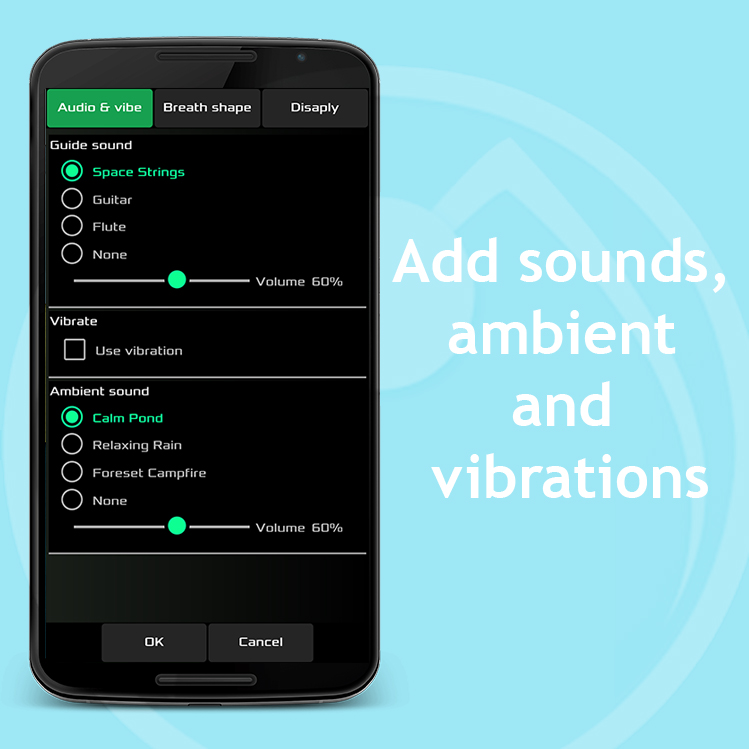 Audio & vibe Breath shape Disaply
Guide sound
Space Strings
Guitar
Flute
None
Volume 60%
Vibrate
Use vibration
Ambient sound
Calm Pond
Relaxing Rain
Foreset Campfire
None
Volume 60%
OK Cancel
Add sounds,
ambient
and
vibrations